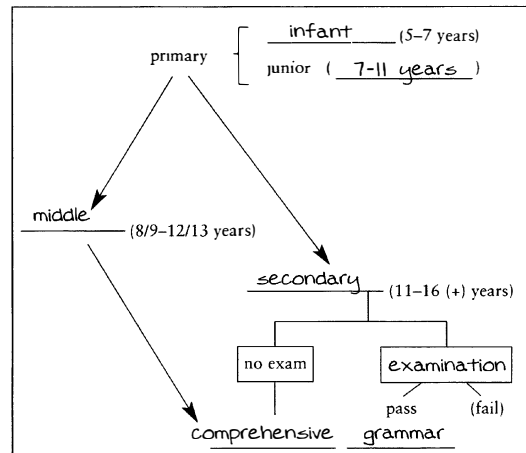 infant (5–7 years)
primary
junior ( 7-11 years )
middle (8/9–12/13 years)
secondary (11–16 (+) years)
no exam examination
pass (fail)
comprehensive grammar